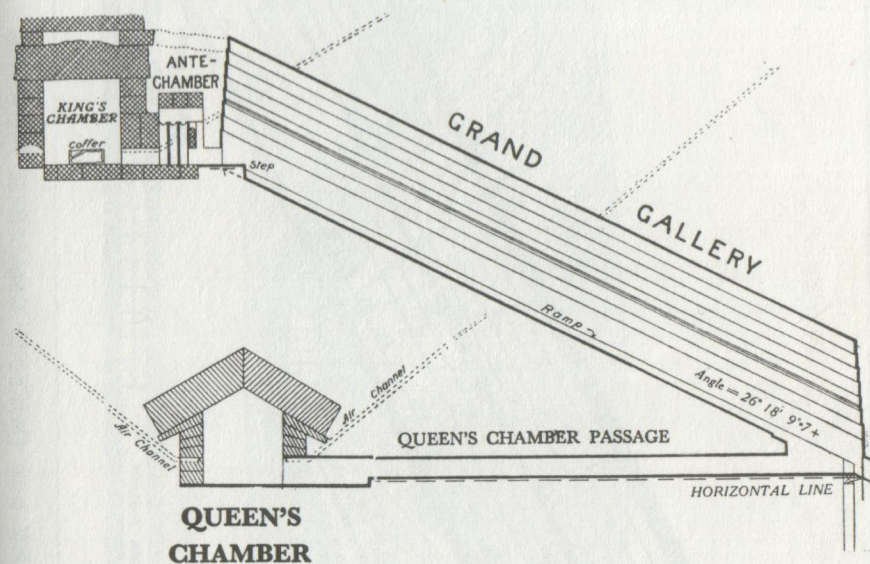 ANTE-
CHAMBER
KING'S
CHAMBER
coffer
Step
GRAND
GALLERY
Ramp
Angle = 26° 18' 9"·7 +
Air Channel
Air Channel
QUEEN'S CHAMBER PASSAGE
HORIZONTAL LINE
QUEEN'S
CHAMBER